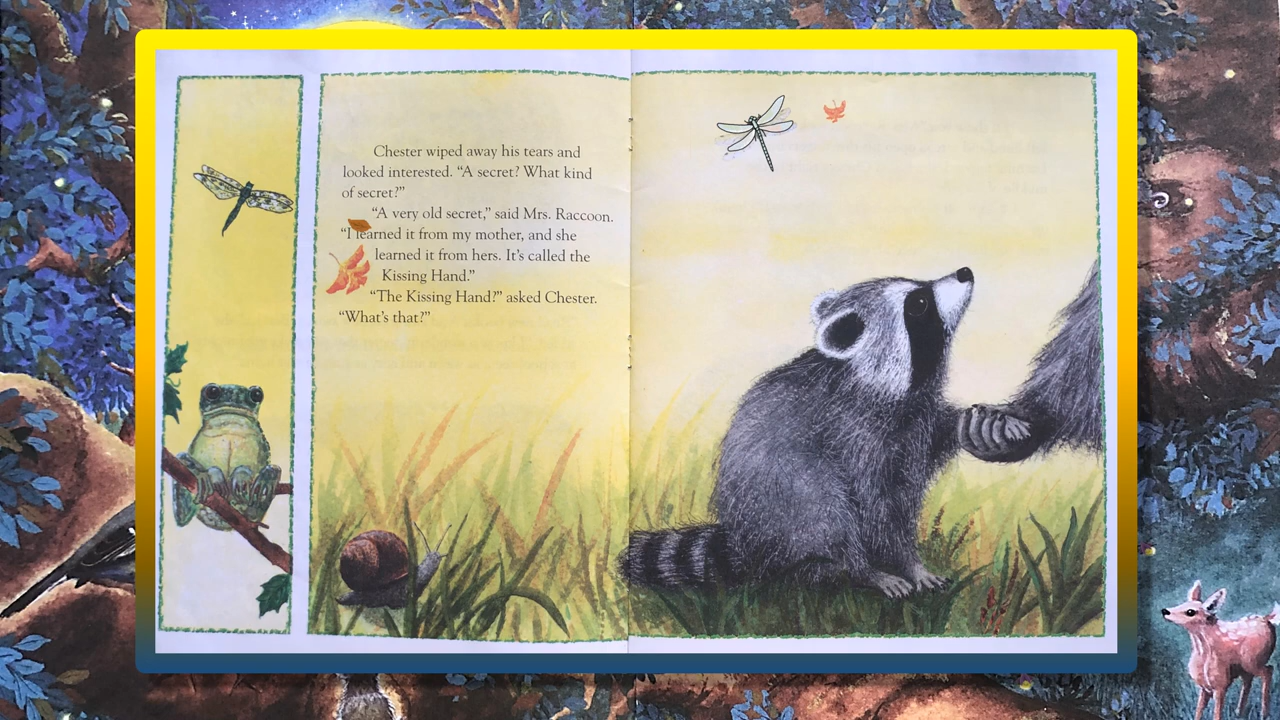 Chester wiped away his tears and
looked interested. “A secret? What kind
of secret?”
“A very old secret,” said Mrs. Raccoon.
“I learned it from my mother, and she
learned it from hers. It’s called the
Kissing Hand.”
“The Kissing Hand?” asked Chester.
“What’s that?”